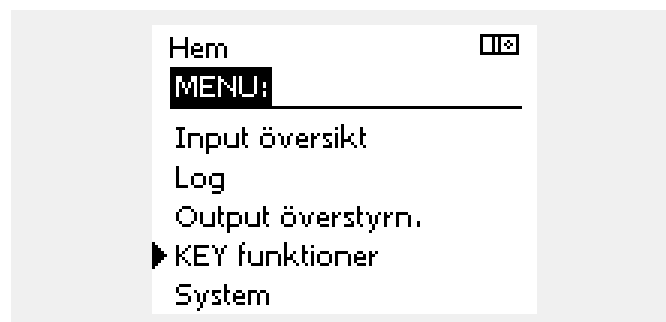 Hem
MENU:
Input översikt
Log
Output överstyrn.
KEY funktioner
System